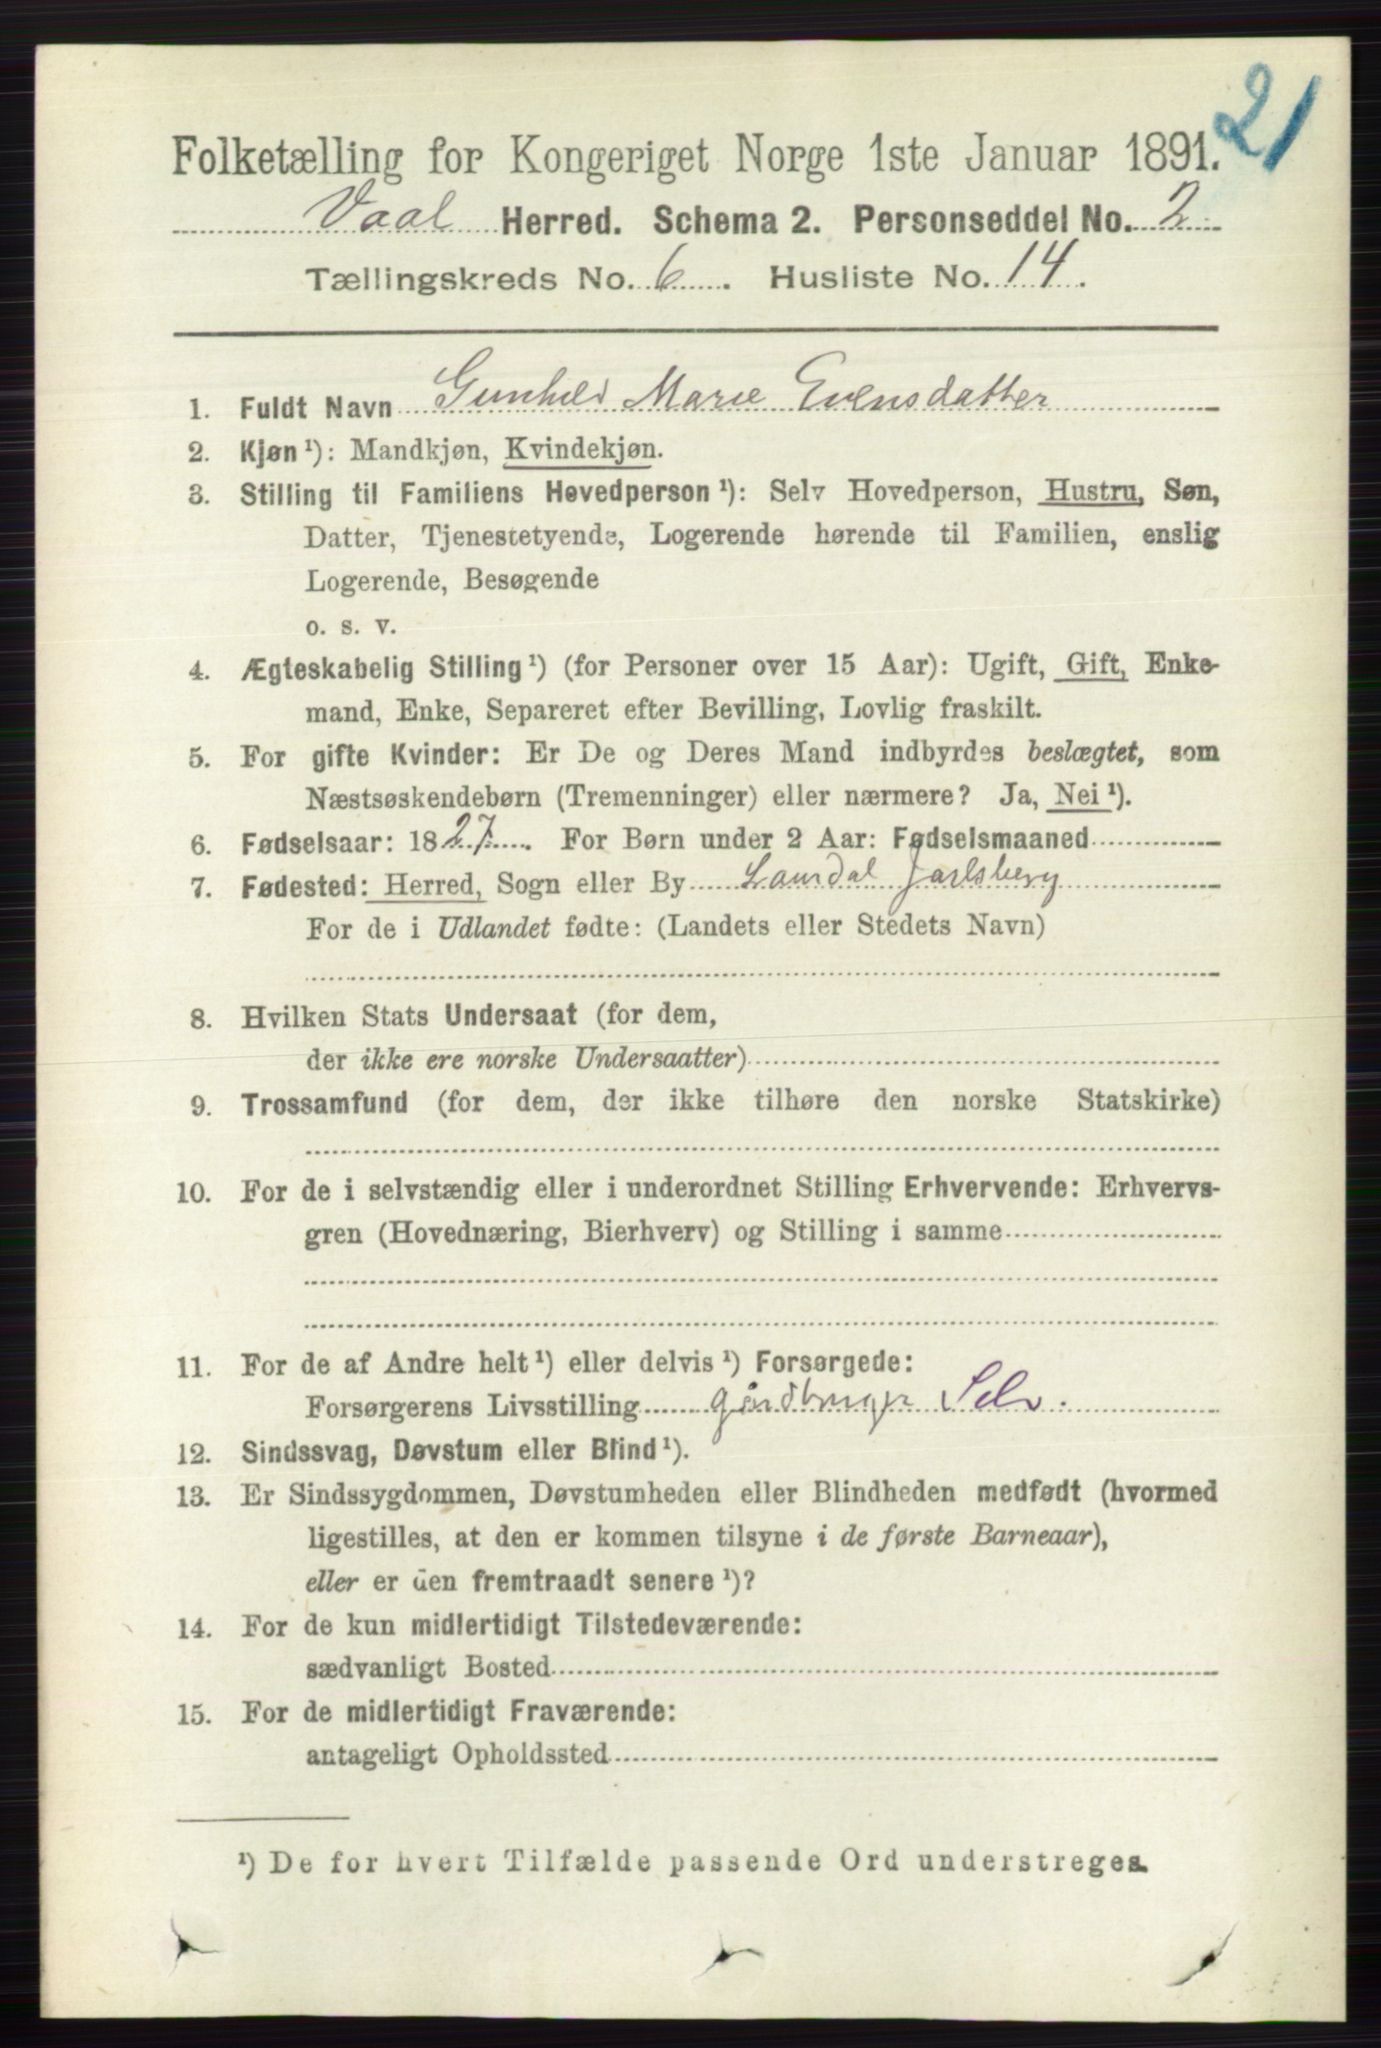 21
Folketælling for Kongeriget Norge 1ste Januar 1891.
Vaal Herred. Schema 2. Personseddel No. 2
Tællingskreds No. 6. Husliste No. 14.
1. Fuldt Navn Gunhild Marie Evensdatter
2. Kjøn ¹): Mandkjøn, Kvindekjøn.
3. Stilling til Familiens Hovedperson ¹): Selv Hovedperson, Hustru, Søn,
Datter, Tjenestetyende, Logerende hørende til Familien, enslig
Logerende, Besøgende
o. s. v.
4. Ægteskabelig Stilling ¹) (for Personer over 15 Aar): Ugift, Gift, Enke-
mand, Enke, Separeret efter Bevilling, Lovlig fraskilt.
5. For gifte Kvinder: Er De og Deres Mand indbyrdes beslægtet, som
Næstsøskendebørn (Tremenninger) eller nærmere? Ja, Nei ¹).
6. Fødselsaar: 1827. For Børn under 2 Aar: Fødselsmaaned
7. Fødested: Herred, Sogn eller By Laurdal Jarlsberg
For de i Udlandet fødte: (Landets eller Stedets Navn)
8. Hvilken Stats Undersaat (for dem,
der ikke ere norske Undersaatter)
9. Trossamfund (for dem, der ikke tilhøre den norske Statskirke)
10. For de i selvstændig eller i underordnet Stilling Erhvervende: Erhvervs-
gren (Hovednæring, Bierhverv) og Stilling i samme
11. For de af Andre helt ¹) eller delvis ¹) Forsørgede:
Forsørgerens Livsstilling Gårdbruger Selv.
12. Sindssvag, Døvstum eller Blind ¹).
13. Er Sindssygdommen, Døvstumheden eller Blindheden medfødt (hvormed
ligestilles, at den er kommen tilsyne i de første Barneaar),
eller er den fremtraadt senere ¹)?
14. For de kun midlertidigt Tilstedeværende:
sædvanligt Bosted
15. For de midlertidigt Fraværende:
antageligt Opholdssted
¹) De for hvert Tilfælde passende Ord understreges.